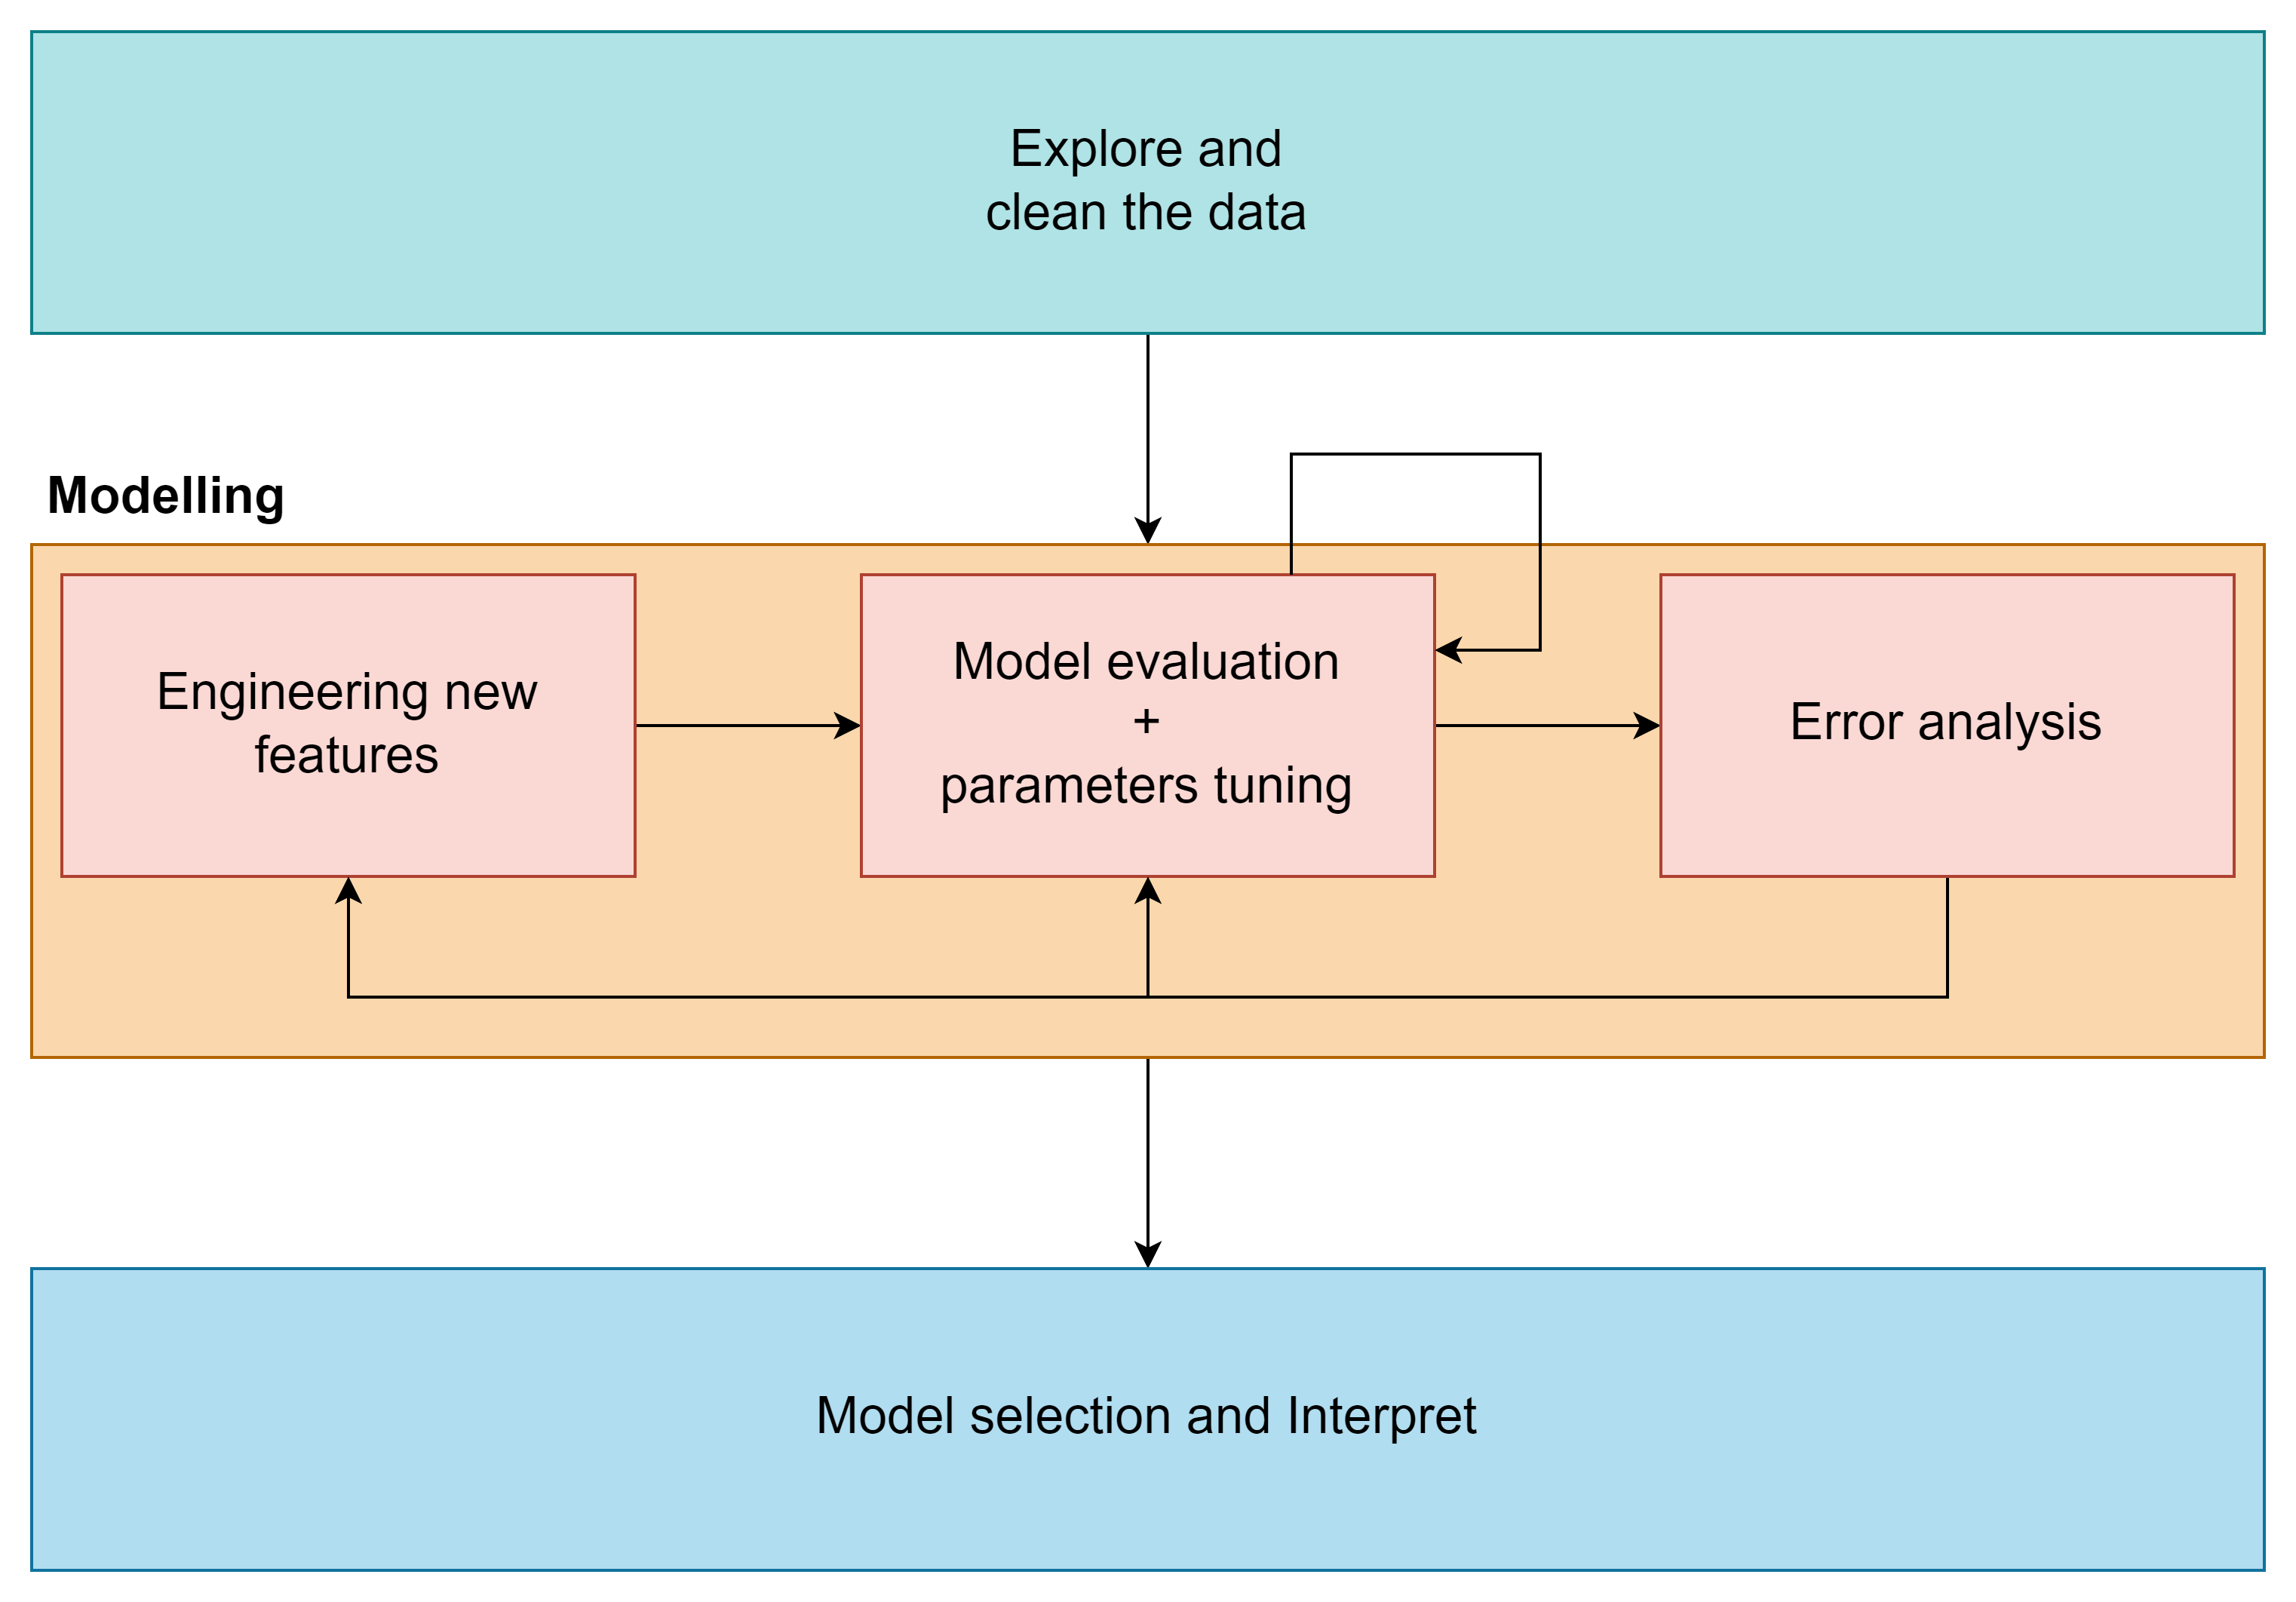 Explore and
clean the data
Modelling
Engineering new
features
Model evaluation
+
parameters tuning
Error analysis
Model selection and Interpret